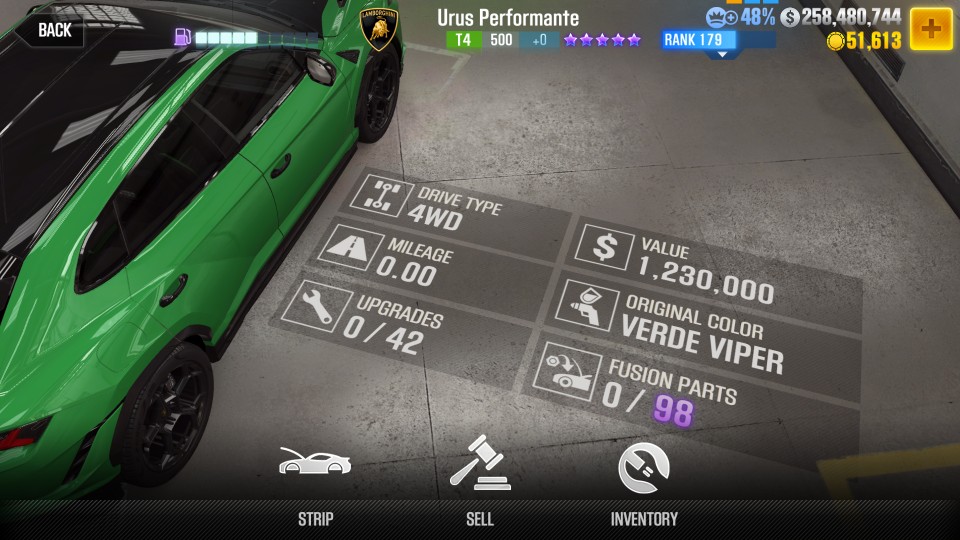 BACK
LAMBORGHINI
Urus Performante
T4 500 +0
RANK 179
48%
$ 258,480,744
51,613
DRIVE TYPE
4WD
MILEAGE
0.00
UPGRADES
0 / 42
$ VALUE
1,230,000
ORIGINAL COLOR
VERDE VIPER
FUSION PARTS
0 / 98
STRIP
SELL
INVENTORY